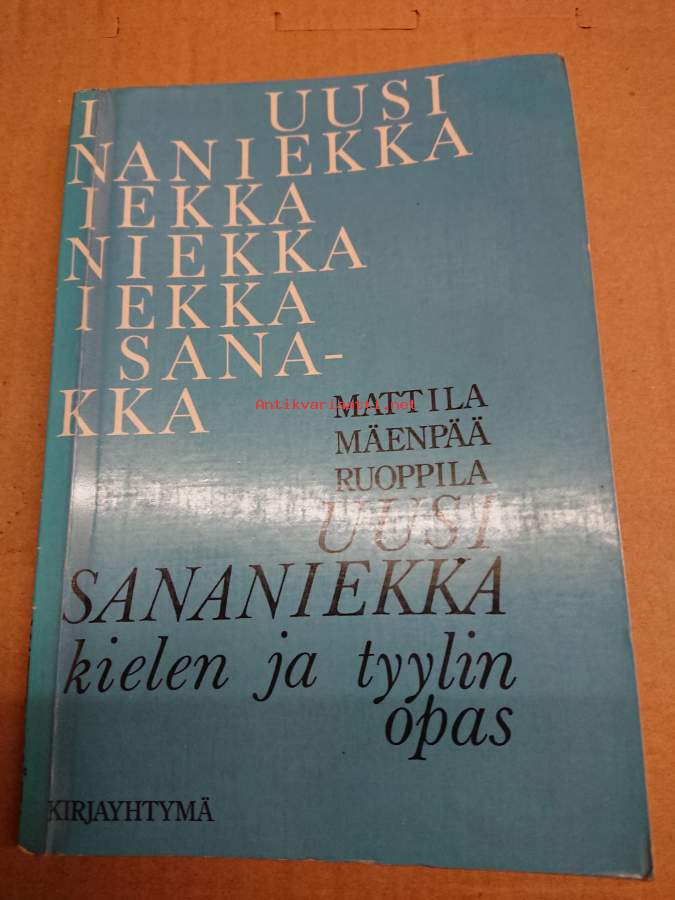 I UUSI
NANIEKKA
IEKKA
NIEKKA
IEKKA
SANA-
KKA
Antikvariaatti.net
MATTILA
MÄENPÄÄ
RUOPPILA
UUSI
SANANIEKKA
kielen ja tyylin
opas
KIRJAYHTYMÄ